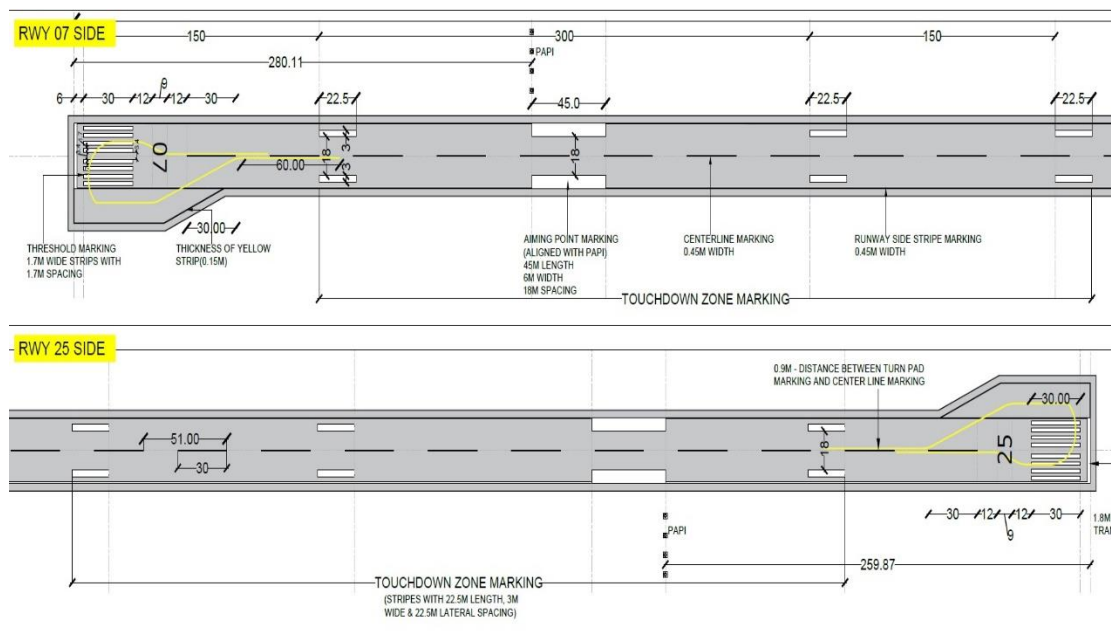 RWY 07 SIDE
150
300
150
PAPI
280.11
6
30
12
9
12
30
22.5
45.0
22.5
22.5
07
60.00
18
3
3
18
30.00
THRESHOLD MARKING
1.7M WIDE STRIPS WITH
1.7M SPACING
THICKNESS OF YELLOW
STRIP(0.15M)
AIMING POINT MARKING
(ALIGNED WITH PAPI)
45M LENGTH
6M WIDTH
18M SPACING
CENTERLINE MARKING
0.45M WIDTH
RUNWAY SIDE STRIPE MARKING
0.45M WIDTH
TOUCHDOWN ZONE MARKING
RWY 25 SIDE
0.9M - DISTANCE BETWEEN TURN PAD
MARKING AND CENTER LINE MARKING
30.00
51.00
30
18
25
30
12
9
12
30
1.8M
TRA
PAPI
259.87
TOUCHDOWN ZONE MARKING
(STRIPES WITH 22.5M LENGTH, 3M
WIDE & 22.5M LATERAL SPACING)